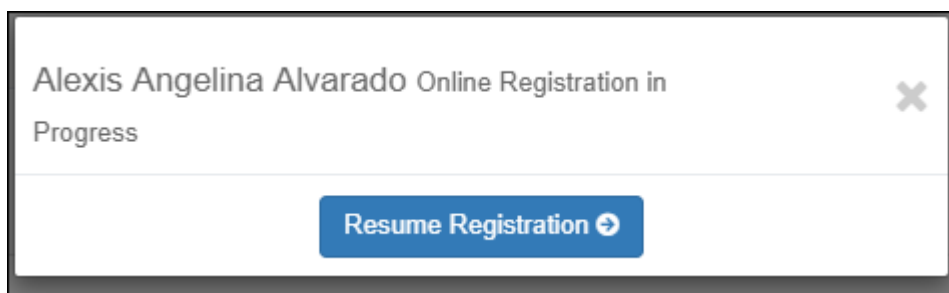 Alexis Angelina Alvarado Online Registration in
Progress
Resume Registration